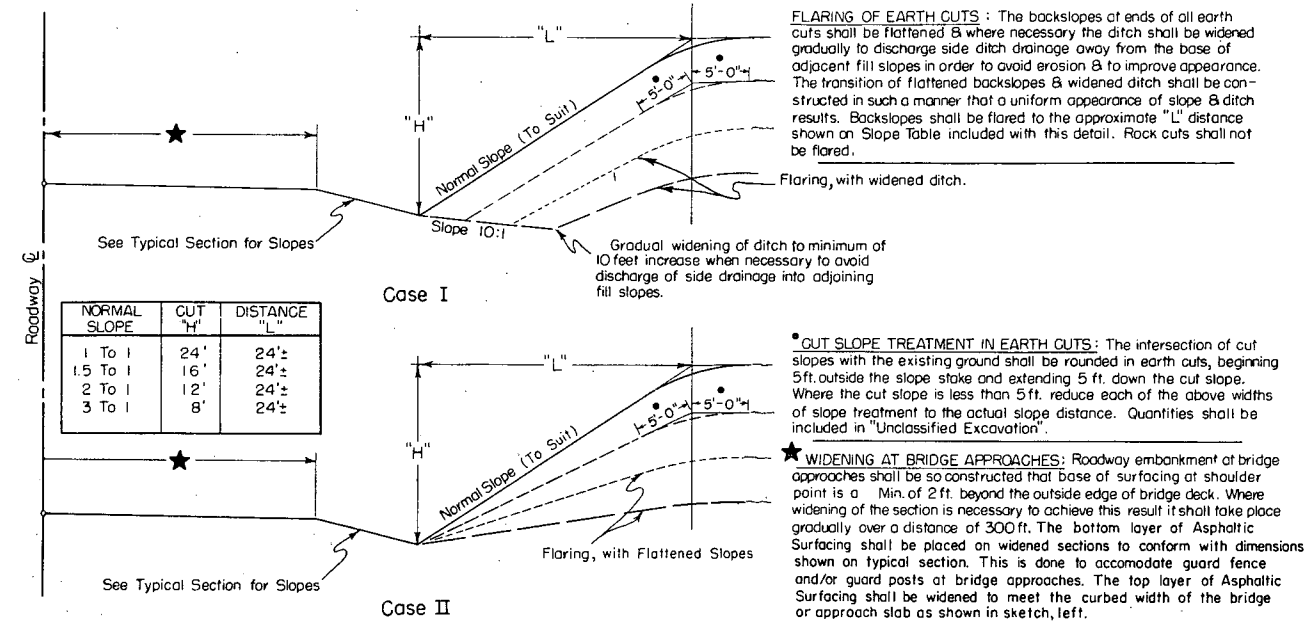 FLARING OF EARTH CUTS : The backslopes at ends of all earth
cuts shall be flattened & where necessary the ditch shall be widened
gradually to discharge side ditch drainage away from the base of
adjacent fill slopes in order to avoid erosion & to improve appearance.
The transition of flattened backslopes & widened ditch shall be con-
structed in such a manner that a uniform appearance of slope & ditch
results. Backslopes shall be flared to the approximate "L" distance
shown on Slope Table included with this detail. Rock cuts shall not
be flared.
"L"
5'-0" 5'-0"
"H"
Normal Slope (To Suit)
★
Flaring, with widened ditch.
Slope 10:1
See Typical Section for Slopes
Gradual widening of ditch to minimum of
10 feet increase when necessary to avoid
discharge of side drainage into adjoining
fill slopes.
Case I
Roadway ℄
NORMAL SLOPE CUT "H" DISTANCE "L"
1 To 1 24' 24'±
1.5 To 1 16' 24'±
2 To 1 12' 24'±
3 To 1 8' 24'±
"L"
5'-0" 5'-0"
"H"
Normal Slope (To Suit)
★
Flaring, with Flattened Slopes
See Typical Section for Slopes
Case II
•CUT SLOPE TREATMENT IN EARTH CUTS: The intersection of cut
slopes with the existing ground shall be rounded in earth cuts, beginning
5ft. outside the slope stake and extending 5 ft. down the cut slope.
Where the cut slope is less than 5ft. reduce each of the above widths
of slope treatment to the actual slope distance. Quantities shall be
included in "Unclassified Excavation".
★ WIDENING AT BRIDGE APPROACHES: Roadway embankment at bridge
approaches shall be so constructed that base of surfacing at shoulder
point is a Min. of 2 ft. beyond the outside edge of bridge deck. Where
widening of the section is necessary to achieve this result it shall take place
gradually over a distance of 300 ft. The bottom layer of Asphaltic
Surfacing shall be placed on widened sections to conform with dimensions
shown on typical section. This is done to accomodate guard fence
and/or guard posts at bridge approaches. The top layer of Asphaltic
Surfacing shall be widened to meet the curbed width of the bridge
or approach slab as shown in sketch, left.